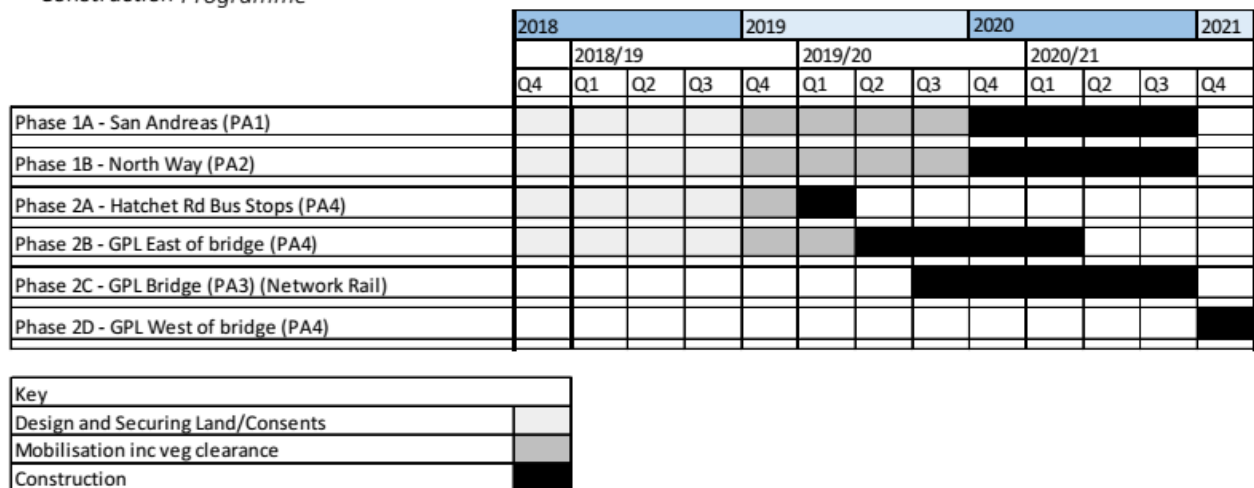 Construction Programme
2018 2019 2020 2021
2018/19 2019/20 2020/21
Q4 Q1 Q2 Q3 Q4 Q1 Q2 Q3 Q4 Q1 Q2 Q3 Q4
Phase 1A - San Andreas (PA1)
Phase 1B - North Way (PA2)
Phase 2A - Hatchet Rd Bus Stops (PA4)
Phase 2B - GPL East of bridge (PA4)
Phase 2C - GPL Bridge (PA3) (Network Rail)
Phase 2D - GPL West of bridge (PA4)
Key
Design and Securing Land/Consents
Mobilisation inc veg clearance
Construction